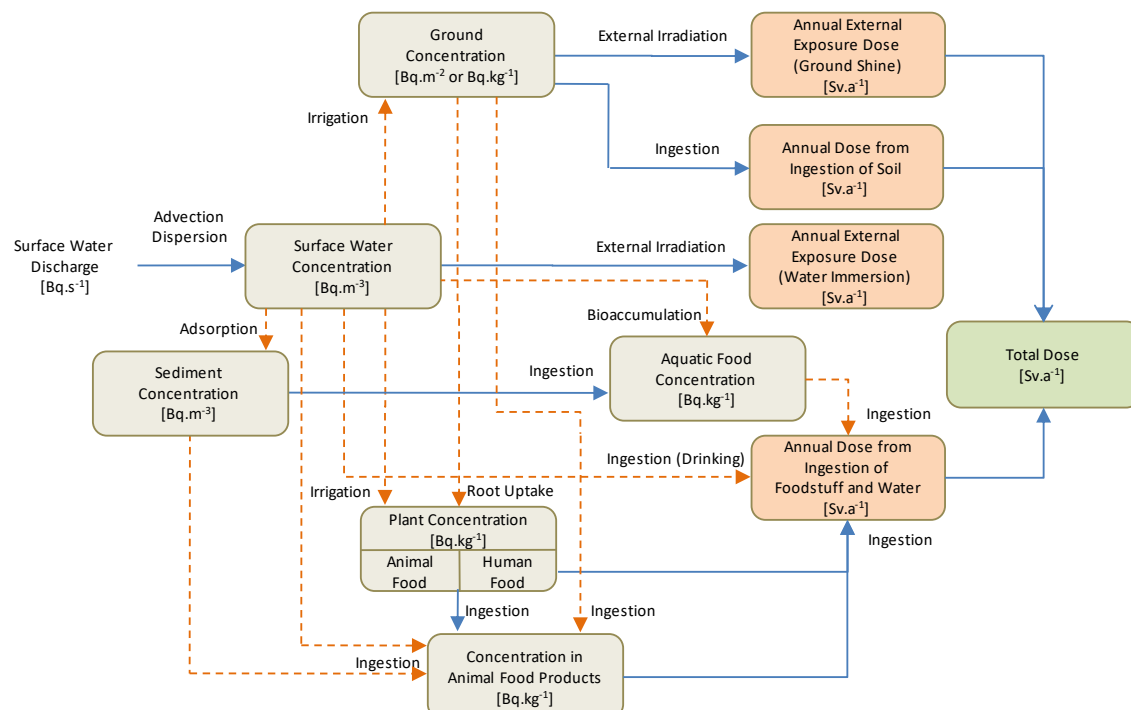 Ground
Concentration
[Bq.m⁻² or Bq.kg⁻¹]
External Irradiation
Annual External
Exposure Dose
(Ground Shine)
[Sv.a⁻¹]
Irrigation
Ingestion
Annual Dose from
Ingestion of Soil
[Sv.a⁻¹]
Surface Water
Discharge
[Bq.s⁻¹]
Advection
Dispersion
Surface Water
Concentration
[Bq.m⁻³]
External Irradiation
Annual External
Exposure Dose
(Water Immersion)
[Sv.a⁻¹]
Adsorption
Bioaccumulation
Sediment
Concentration
[Bq.m⁻³]
Ingestion
Aquatic Food
Concentration
[Bq.kg⁻¹]
Total Dose
[Sv.a⁻¹]
Ingestion
Ingestion (Drinking)
Annual Dose from
Ingestion of
Foodstuff and Water
[Sv.a⁻¹]
Irrigation
Root Uptake
Plant Concentration
[Bq.kg⁻¹]
Animal
Food
Human
Food
Ingestion
Ingestion
Ingestion
Ingestion
Concentration in
Animal Food Products
[Bq.kg⁻¹]